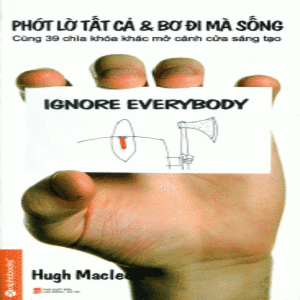 PHỚT LỜ TẤT CẢ & BƠ ĐI MÀ SỐNG
Cùng 39 chìa khóa khác mở cánh cửa sáng tạo
IGNORE EVERYBODY
Hugh Macleo